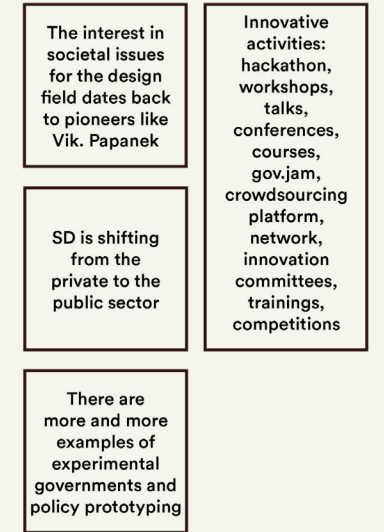 The interest in
societal issues
for the design
field dates back
to pioneers like
Vik. Papanek
SD is shifting
from the
private to the
public sector
There are
more and more
examples of
experimental
governments and
policy prototyping
Innovative
activities:
hackathon,
workshops,
talks,
conferences,
courses,
gov.jam,
crowdsourcing
platform,
network,
innovation
committees,
trainings,
competitions